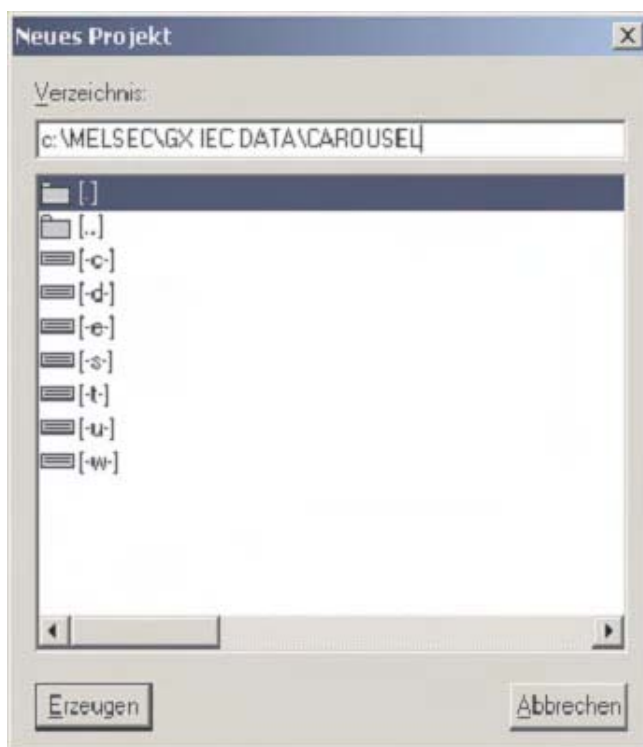 Neues Projekt
Verzeichnis:
c:\MELSEC\GX IEC DATA\CAROUSEL
[.]
[..]
[-c-]
[-d-]
[-e-]
[-s-]
[-t-]
[-u-]
[-w-]
Erzeugen
Abbrechen